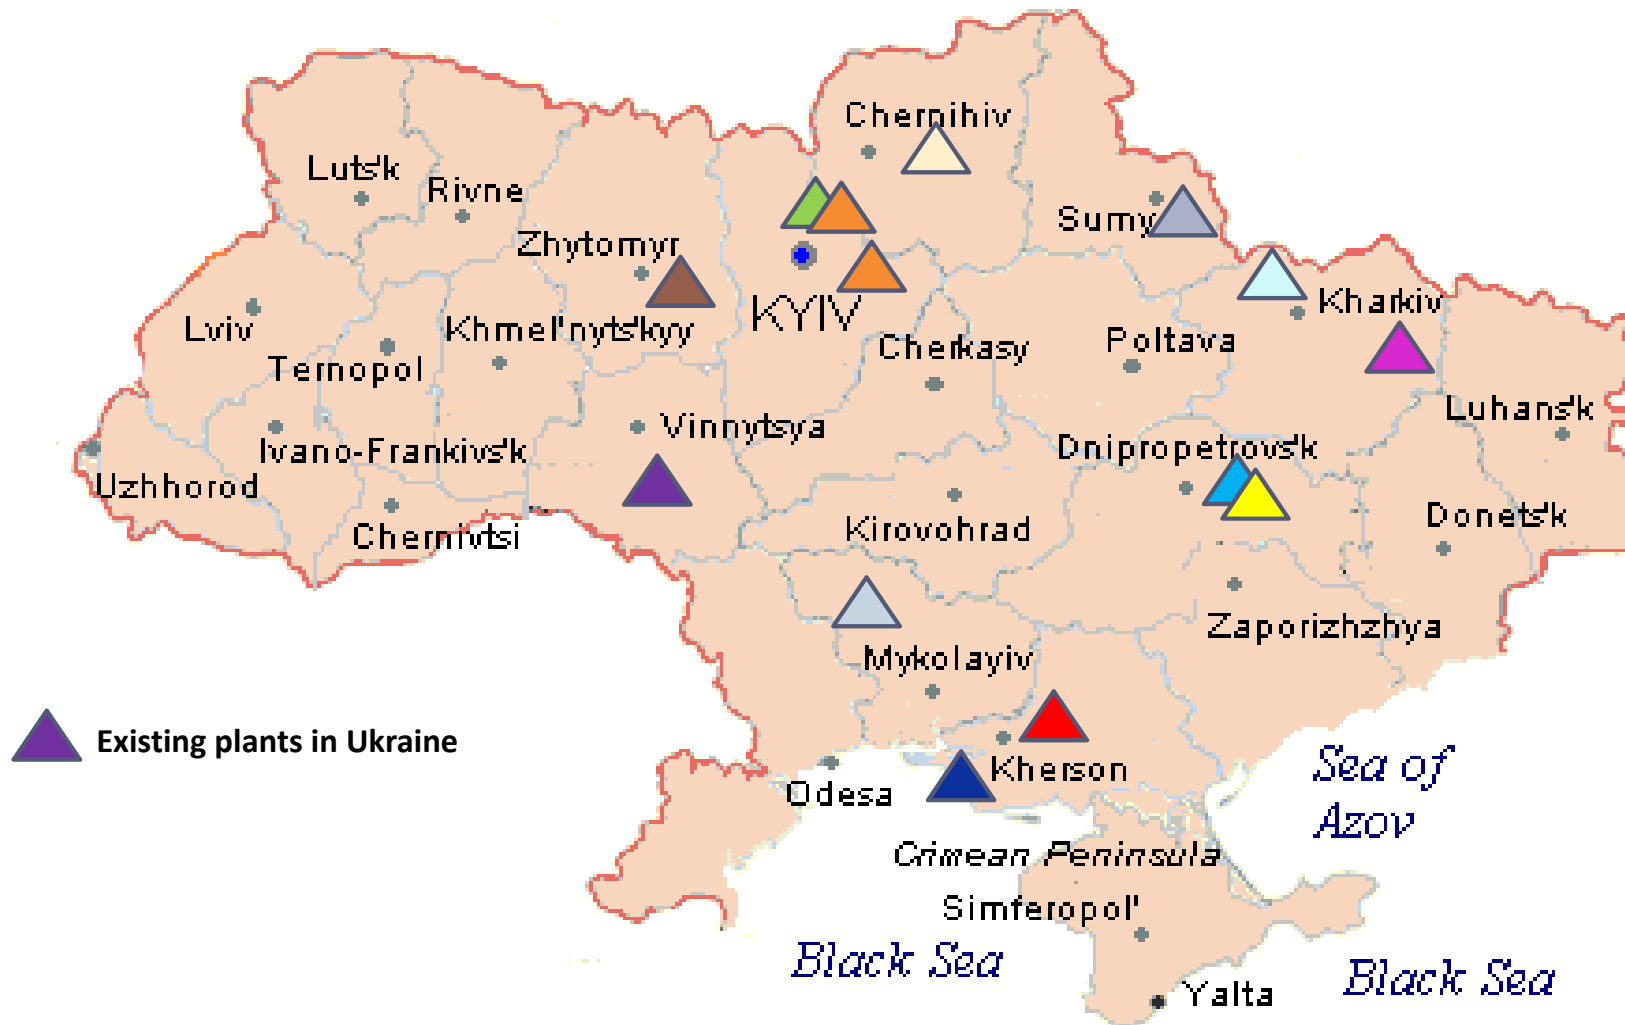 Chernihiv
Luts'k
Rivne
Sumy
Zhytomyr
KYIV
Kharkiv
Lviv
Khmel'nyts'kyy
Cherkasy
Poltava
Ternopol
Luhans'k
Vinnytsya
Ivano-Frankivs'k
Dnipropetrovs'k
Uzhhorod
Chernivtsi
Kirovohrad
Donets'k
Zaporizhzhya
Mykolayiv
Existing plants in Ukraine
Kherson
Odesa
Sea of
Azov
Crimean Peninsula
Simferopol'
Black Sea
Black Sea
Yalta